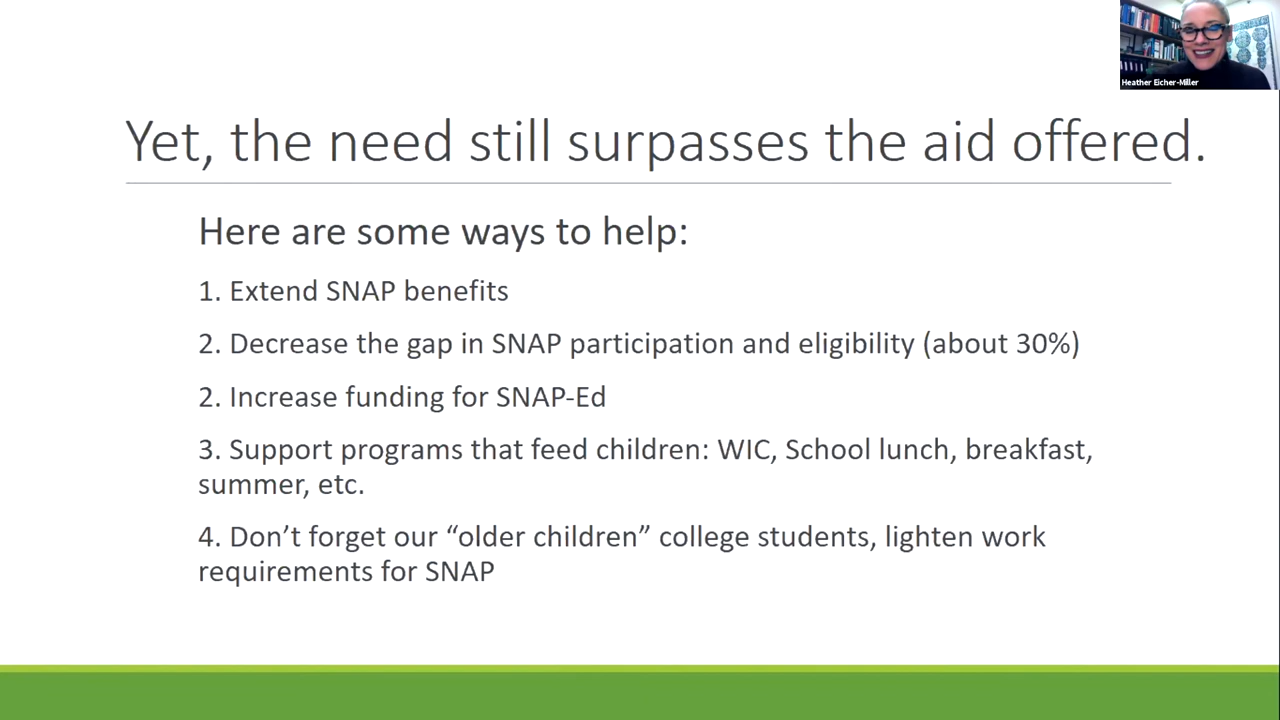 Heather Eicher-Miller
Yet, the need still surpasses the aid offered.
Here are some ways to help:
1. Extend SNAP benefits
2. Decrease the gap in SNAP participation and eligibility (about 30%)
2. Increase funding for SNAP-Ed
3. Support programs that feed children: WIC, School lunch, breakfast,
summer, etc.
4. Don’t forget our “older children” college students, lighten work
requirements for SNAP